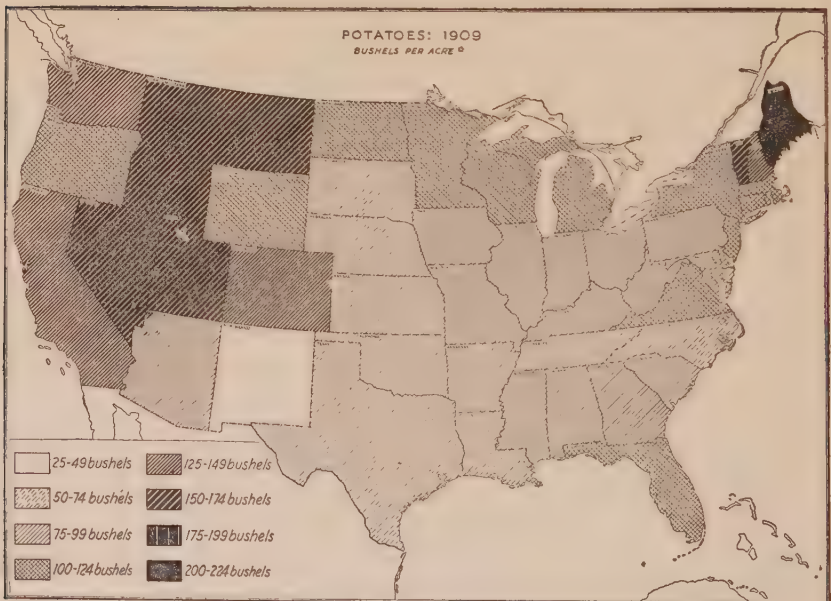 POTATOES: 1909
BUSHELS PER ACRE
25-49 bushels
50-74 bushels
75-99 bushels
100-124 bushels
125-149 bushels
150-174 bushels
175-199 bushels
200-224 bushels